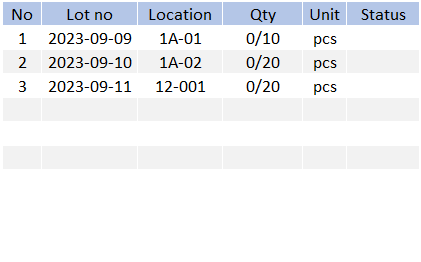 No Lot no Location Qty Unit Status
1 2023-09-09 1A-01 0/10 pcs
2 2023-09-10 1A-02 0/20 pcs
3 2023-09-11 12-001 0/20 pcs